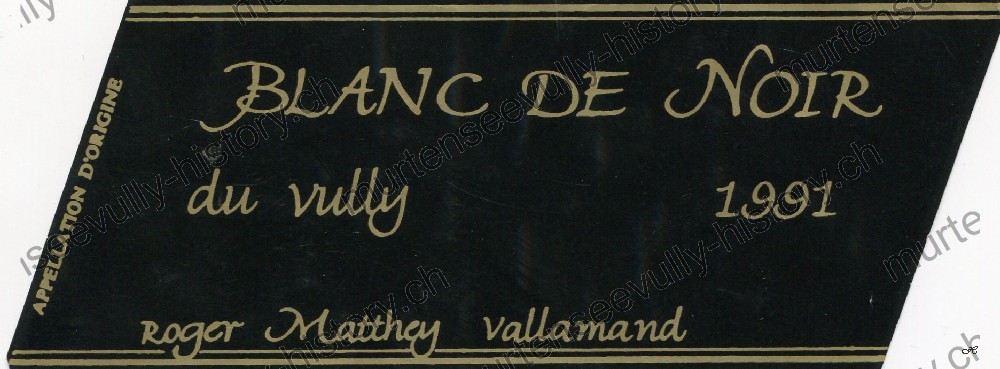 BLANC DE NOIR
du Vully 1991
APPELLATION D'ORIGINE
Roger Matthey Vallamand
murtenseevully-history.ch